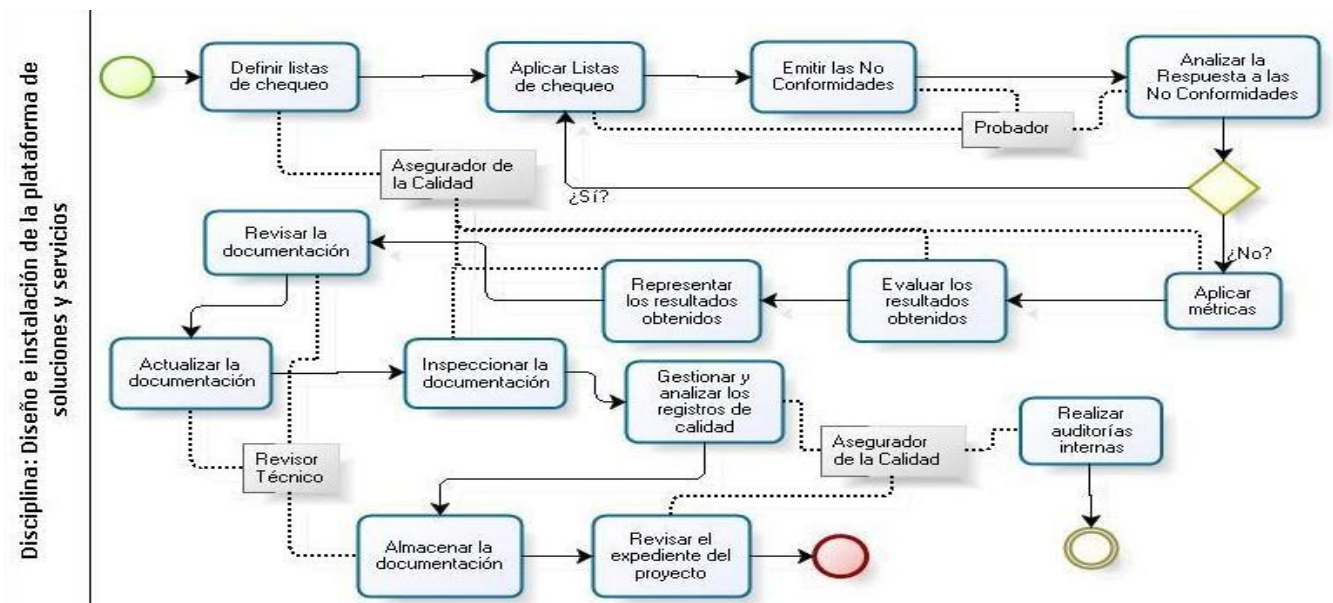 Disciplina: Diseño e instalación de la plataforma de
soluciones y servicios
Definir listas
de chequeo
Aplicar Listas
de chequeo
Emitir las No
Conformidades
Analizar la
Respuesta a las
No Conformidades
Probador
Asegurador de
la Calidad
¿Sí?
¿No?
Revisar la
documentación
Representar
los resultados
obtenidos
Evaluar los
resultados
obtenidos
Aplicar
métricas
Actualizar la
documentación
Inspeccionar la
documentación
Gestionar y
analizar los
registros de
calidad
Asegurador
de la Calidad
Realizar
auditorías
internas
Revisor
Técnico
Almacenar la
documentación
Revisar el
expediente del
proyecto